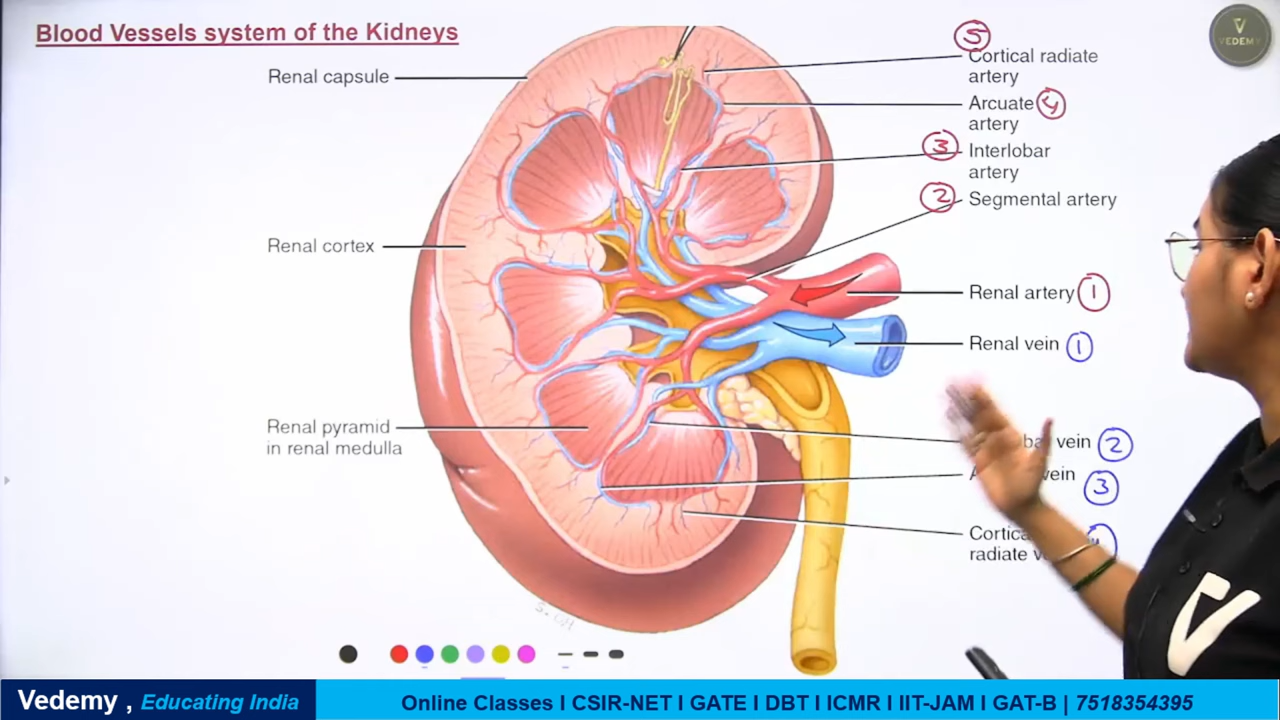 Blood Vessels system of the Kidneys
VEDEMY
5
Cortical radiate
artery
Renal capsule
Arcuate 4
artery
3 Interlobar
artery
2 Segmental artery
Renal cortex
Renal artery 1
Renal vein 1
Renal pyramid
in renal medulla
vein 2
vein 3
radiate
Vedemy , Educating India
Online Classes I CSIR-NET I GATE I DBT I ICMR I IIT-JAM I GAT-B | 7518354395